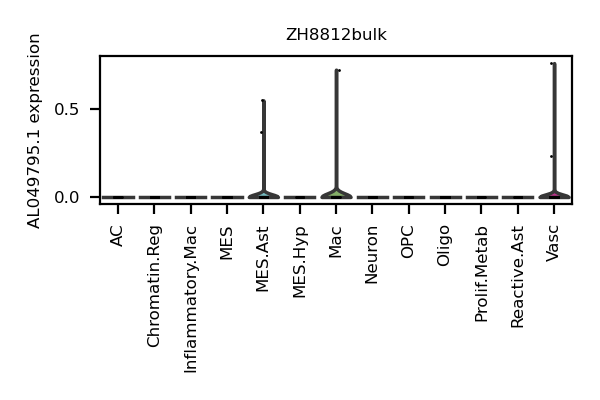 ZH8812bulk
AL049795.1 expression
0.5
0.0
AC
Chromatin.Reg
Inflammatory.Mac
MES
MES.Ast
MES.Hyp
Mac
Neuron
OPC
Oligo
Prolif.Metab
Reactive.Ast
Vasc